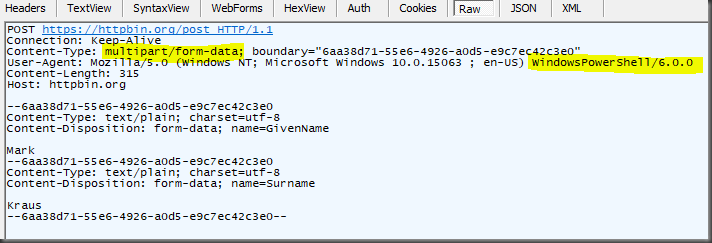 Headers TextView SyntaxView WebForms HexView Auth Cookies Raw JSON XML
POST https://httpbin.org/post HTTP/1.1
Connection: Keep-Alive
Content-Type: multipart/form-data; boundary="6aa38d71-55e6-4926-a0d5-e9c7ec42c3e0"
User-Agent: Mozilla/5.0 (Windows NT; Microsoft Windows 10.0.15063 ; en-US) WindowsPowerShell/6.0.0
Content-Length: 315
Host: httpbin.org
--6aa38d71-55e6-4926-a0d5-e9c7ec42c3e0
Content-Type: text/plain; charset=utf-8
Content-Disposition: form-data; name=GivenName
Mark
--6aa38d71-55e6-4926-a0d5-e9c7ec42c3e0
Content-Type: text/plain; charset=utf-8
Content-Disposition: form-data; name=Surname
Kraus
--6aa38d71-55e6-4926-a0d5-e9c7ec42c3e0--